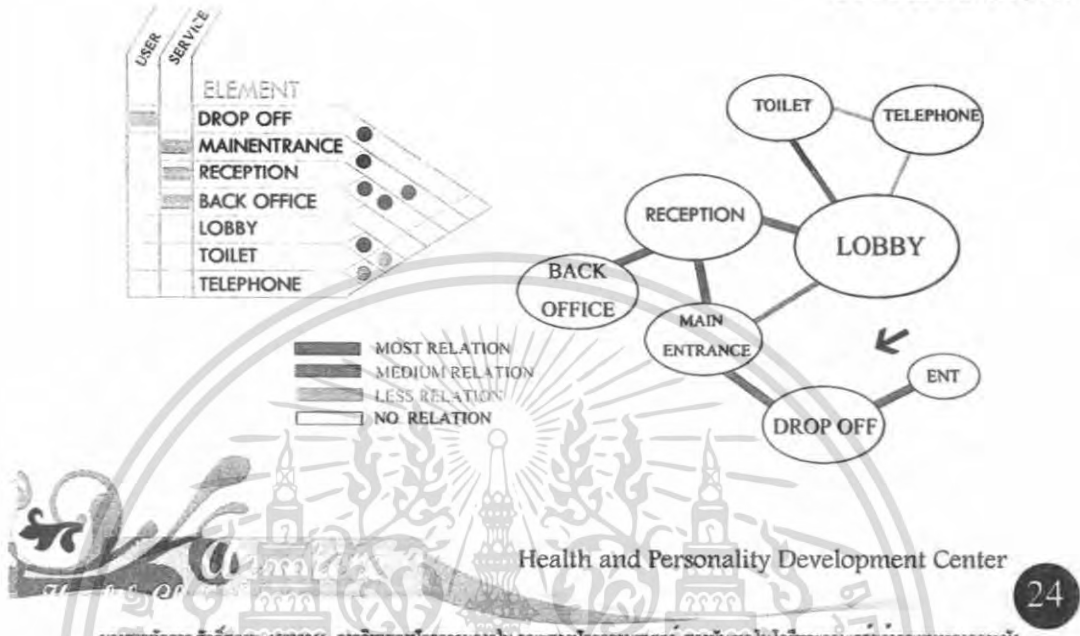 USER
SERVICE
ELEMENT
DROP OFF
MAINENTRANCE
RECEPTION
BACK OFFICE
LOBBY
TOILET
TELEPHONE
MOST RELATION
MEDIUM RELATION
LESS RELATION
NO RELATION
TOILET
TELEPHONE
RECEPTION
LOBBY
BACK
OFFICE
MAIN
ENTRANCE
ENT
DROP OFF
Health and Personality Development Center
24